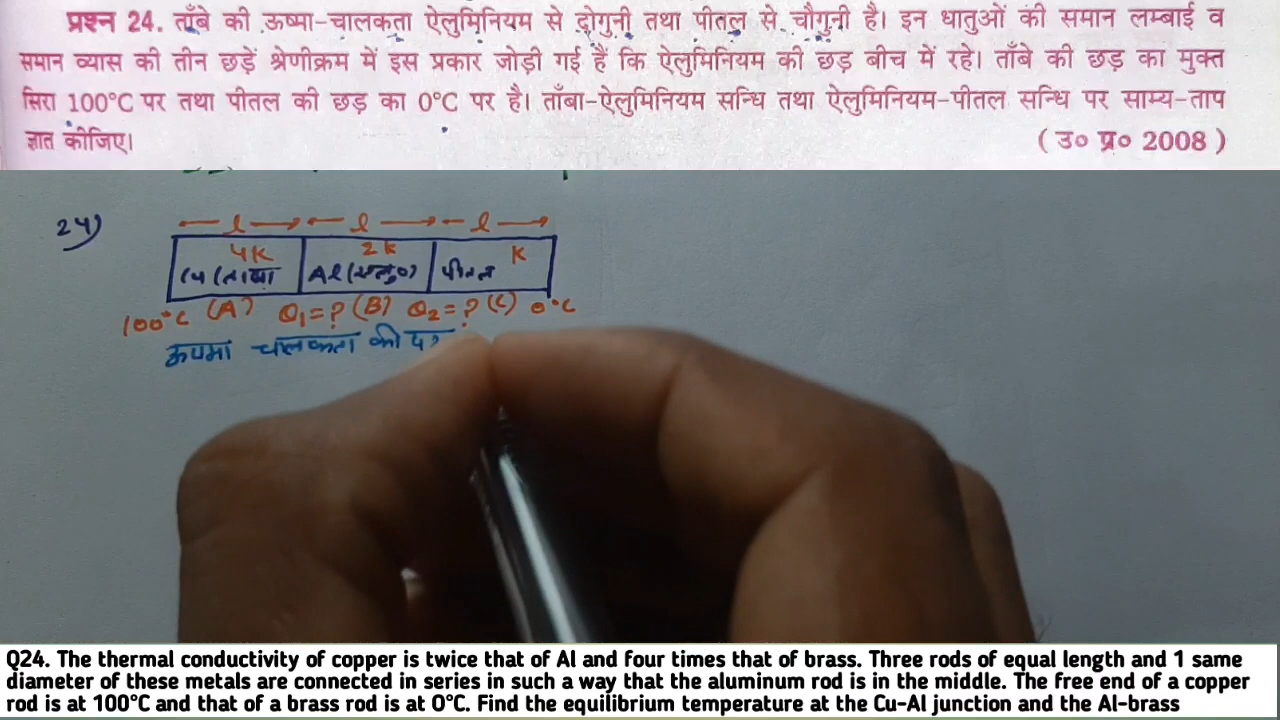 प्रश्न 24. ताँबे की ऊष्मा-चालकता ऐलुमिनियम से दोगुनी तथा पीतल से चौगुनी है। इन धातुओं की समान लम्बाई व
समान व्यास की तीन छड़ें श्रेणीक्रम में इस प्रकार जोड़ी गई हैं कि ऐलुमिनियम की छड़ बीच में रहे। ताँबे की छड़ का मुक्त
सिरा 100°C पर तथा पीतल की छड़ का 0°C पर है। ताँबा-ऐलुमिनियम सन्धि तथा ऐलुमिनियम-पीतल सन्धि पर साम्य-ताप
ज्ञात कीजिए। ( उ० प्र० 2008 )
24)
l l l
4K 2K K
Al पीतल
100°C (A) θ1=? (B) θ2=? (C) 0°C
ऊष्मा चालकता की
Q24. The thermal conductivity of copper is twice that of Al and four times that of brass. Three rods of equal length and 1 same
diameter of these metals are connected in series in such a way that the aluminum rod is in the middle. The free end of a copper
rod is at 100°C and that of a brass rod is at 0°C. Find the equilibrium temperature at the Cu-Al junction and the Al-brass